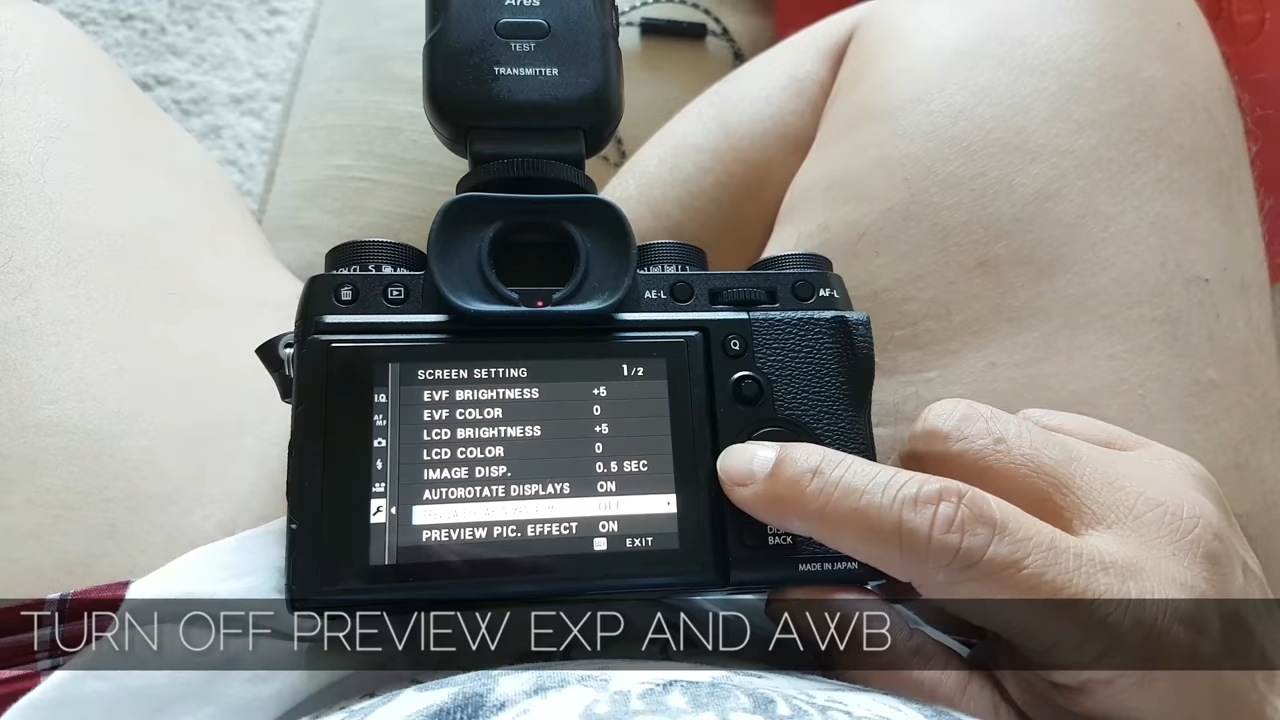 Ares
TEST
TRANSMITTER
CL S
AE-L
AF-L
Q
SCREEN SETTING 1/2
EVF BRIGHTNESS +5
EVF COLOR 0
LCD BRIGHTNESS +5
LCD COLOR 0
IMAGE DISP. 0.5 SEC
AUTOROTATE DISPLAYS ON
OFF
PREVIEW PIC. EFFECT ON
EXIT
I.Q.
AF
MF
BACK
MADE IN JAPAN
TURN OFF PREVIEW EXP AND AWB